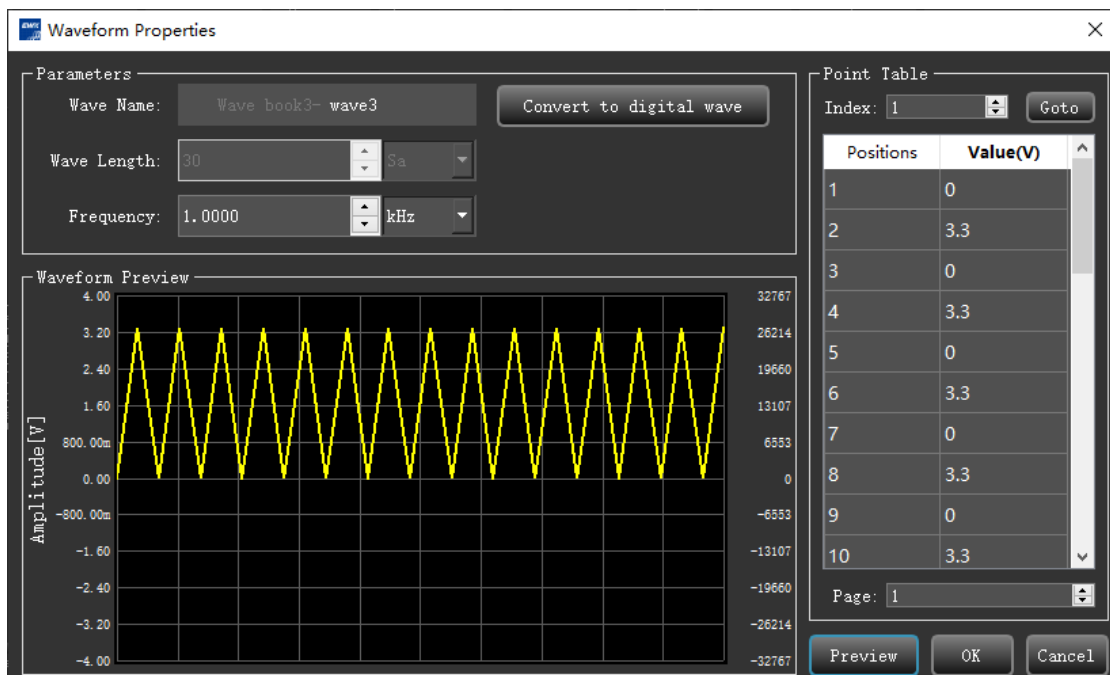 Waveform Properties
Parameters
Wave Name: Wave book3- wave3
Convert to digital wave
Wave Length: 30 Sa
Frequency: 1.0000 kHz
Waveform Preview
Amplitude[V]
4.00 32767
3.20 26214
2.40 19660
1.60 13107
800.00m 6553
0.00 0
-800.00m -6553
-1.60 -13107
-2.40 -19660
-3.20 -26214
-4.00 -32767
Point Table
Index: 1 Goto
Positions Value(V)
1 0
2 3.3
3 0
4 3.3
5 0
6 3.3
7 0
8 3.3
9 0
10 3.3
Page: 1
Preview OK Cancel